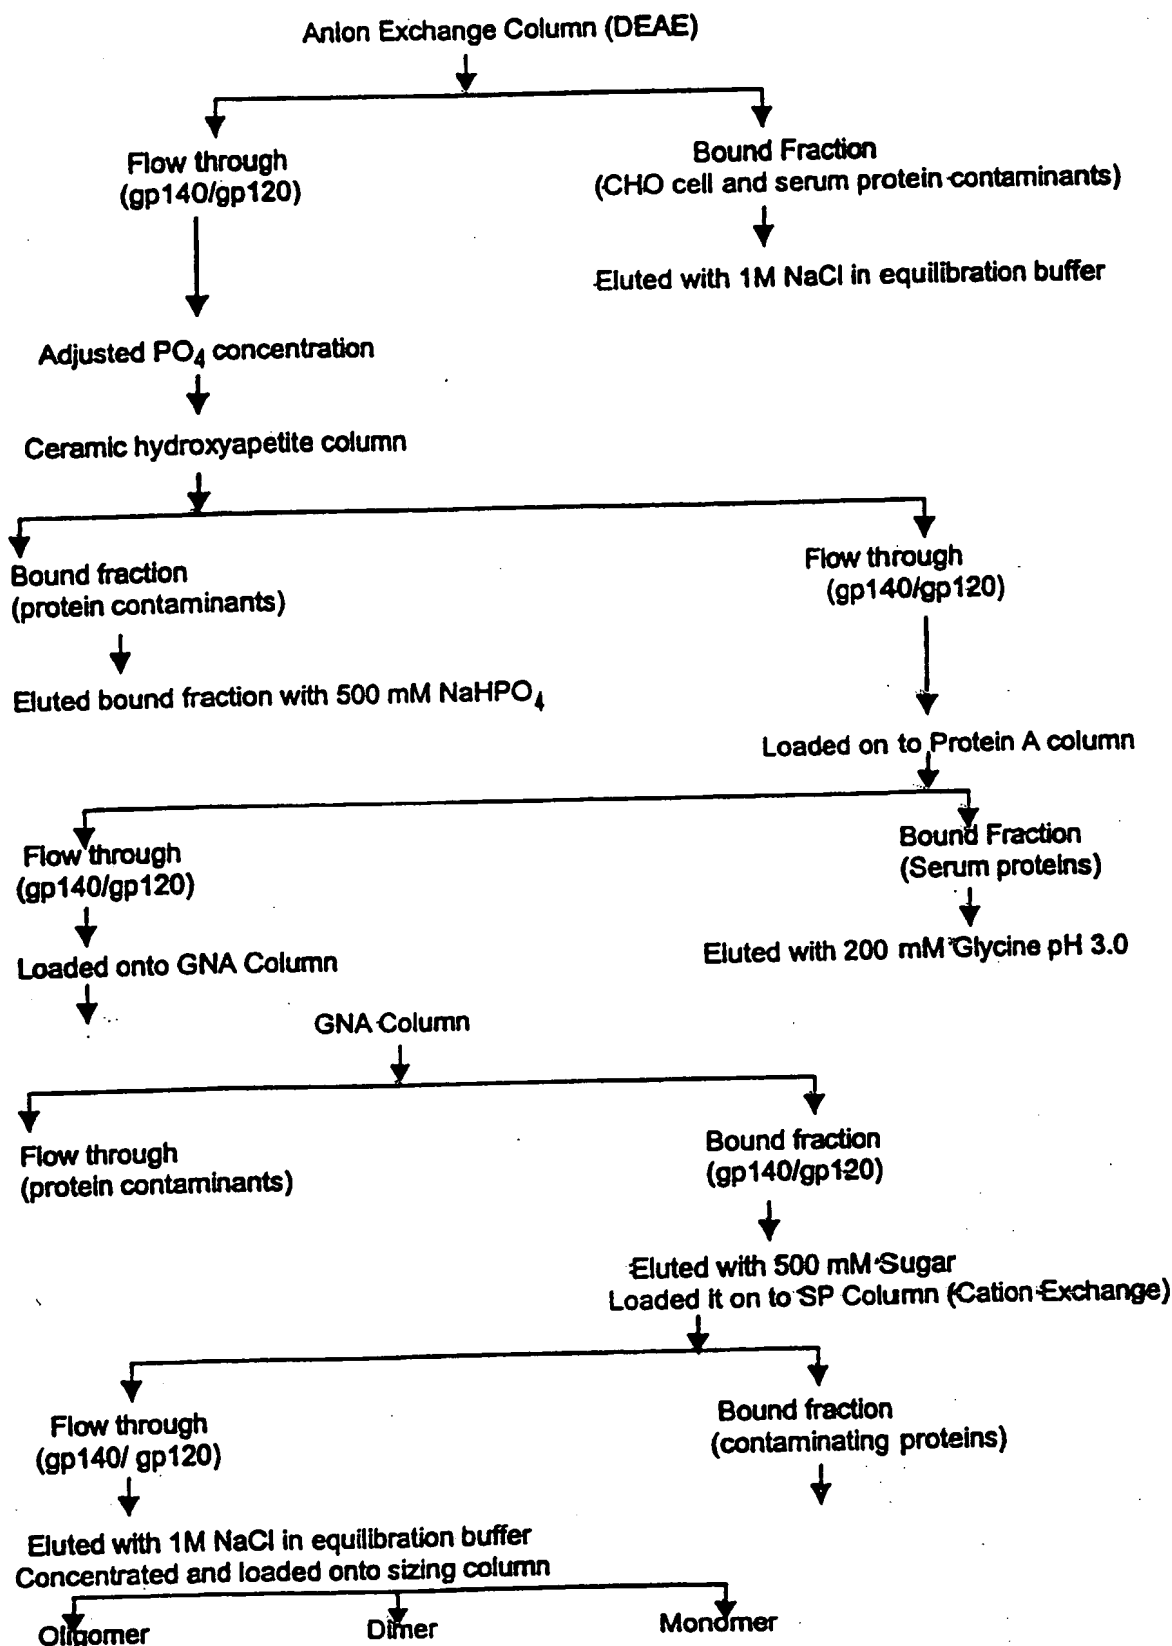 Anion Exchange Column (DEAE)
Flow through
(gp140/gp120)
Bound Fraction
(CHO cell and serum protein contaminants)
Eluted with 1M NaCl in equilibration buffer
Adjusted PO4 concentration
Ceramic hydroxyapetite column
Bound fraction
(protein contaminants)
Eluted bound fraction with 500 mM NaHPO4
Flow through
(gp140/gp120)
Loaded on to Protein A column
Flow through
(gp140/gp120)
Loaded onto GNA Column
Bound Fraction
(Serum proteins)
Eluted with 200 mM Glycine pH 3.0
GNA Column
Flow through
(protein contaminants)
Bound fraction
(gp140/gp120)
Eluted with 500 mM Sugar
Loaded it on to SP Column (Cation Exchange)
Flow through
(gp140/ gp120)
Bound fraction
(contaminating proteins)
Eluted with 1M NaCl in equilibration buffer
Concentrated and loaded onto sizing column
Oligomer
Dimer
Monomer